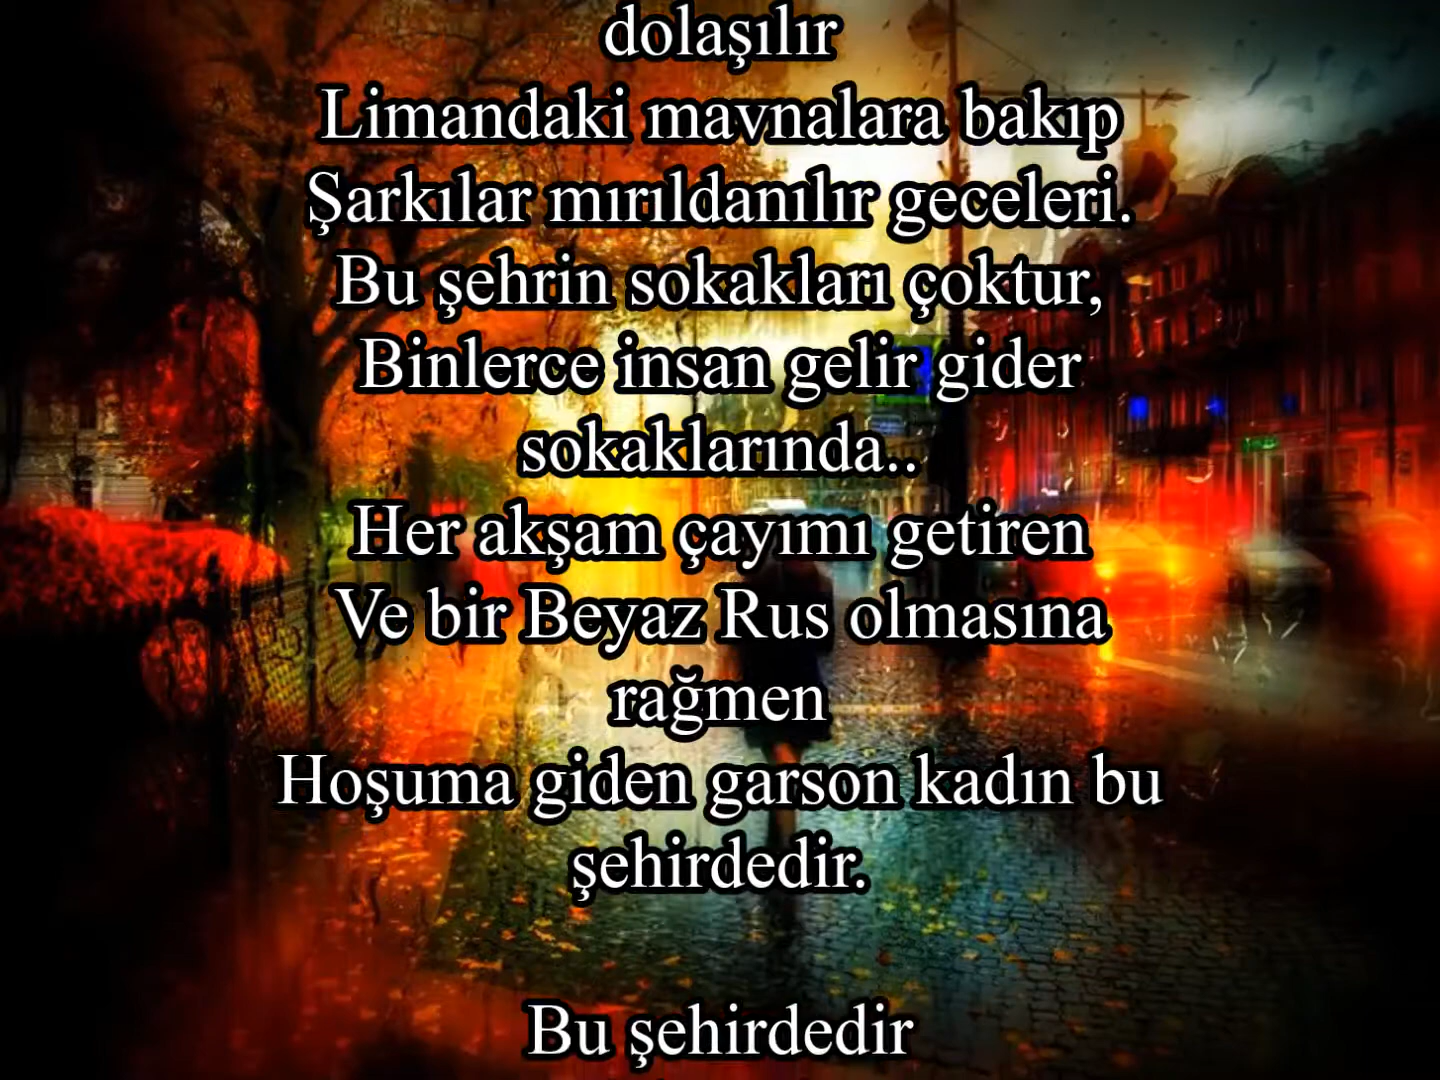 dolaşılır
Limandaki mavnalara bakıp
Şarkılar mırıldanılır geceleri.
Bu şehrin sokakları çoktur,
Binlerce insan gelir gider
sokaklarında..
Her akşam çayımı getiren
Ve bir Beyaz Rus olmasına
rağmen
Hoşuma giden garson kadın bu
şehirdedir.
Bu şehirdedir